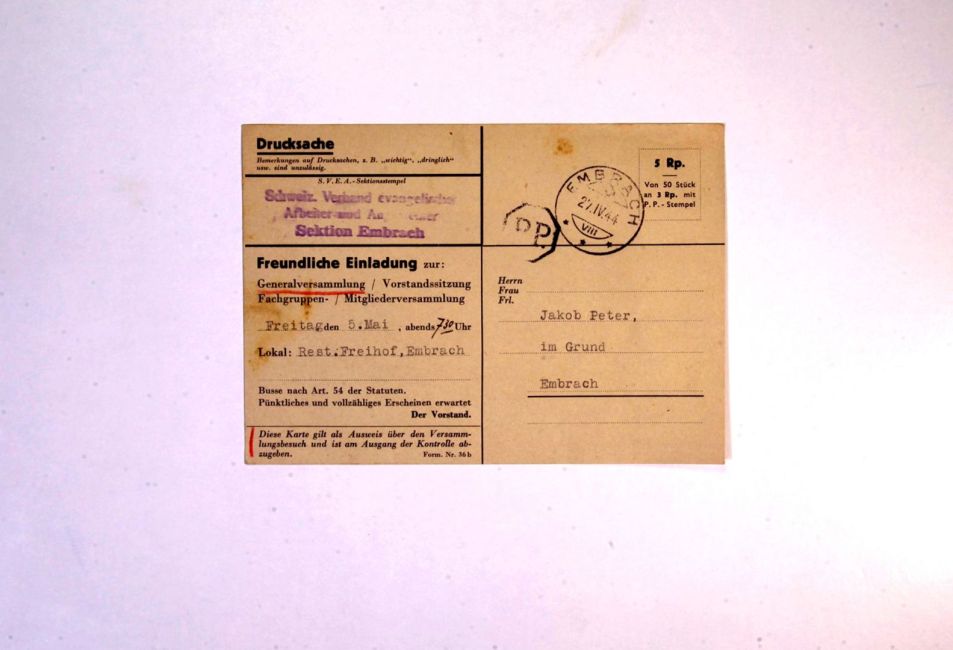 Drucksache
Bemerkungen auf Drucksachen, z. B. „wichtig“, „dringlich“
usw. sind unzulässig.
S. V. E. A. - Sektionsstempel
Schweiz. Verband evangelischer
Arbeiter und
Sektion Embrach
Freundliche Einladung zur:
Generalversammlung / Vorstandssitzung
Fachgruppen- / Mitgliederversammlung
Freitag den 5.Mai , abends 7.30 Uhr
Lokal: Rest.Freihof,Embrach
Busse nach Art. 54 der Statuten.
Pünktliches und vollzähliges Erscheinen erwartet
Der Vorstand.
Diese Karte gilt als Ausweis über den Versamm-
lungsbesuch und ist am Ausgang der Kontrolle ab-
zugeben.
Form. Nr. 36 b
5 Rp.
Von 50 Stück
an 3 Rp. mit
P. P. - Stempel
EMBRACH
27.IV.44
VIII
P.P.
Herrn
Frau
Frl.
Jakob Peter,
im Grund
Embrach